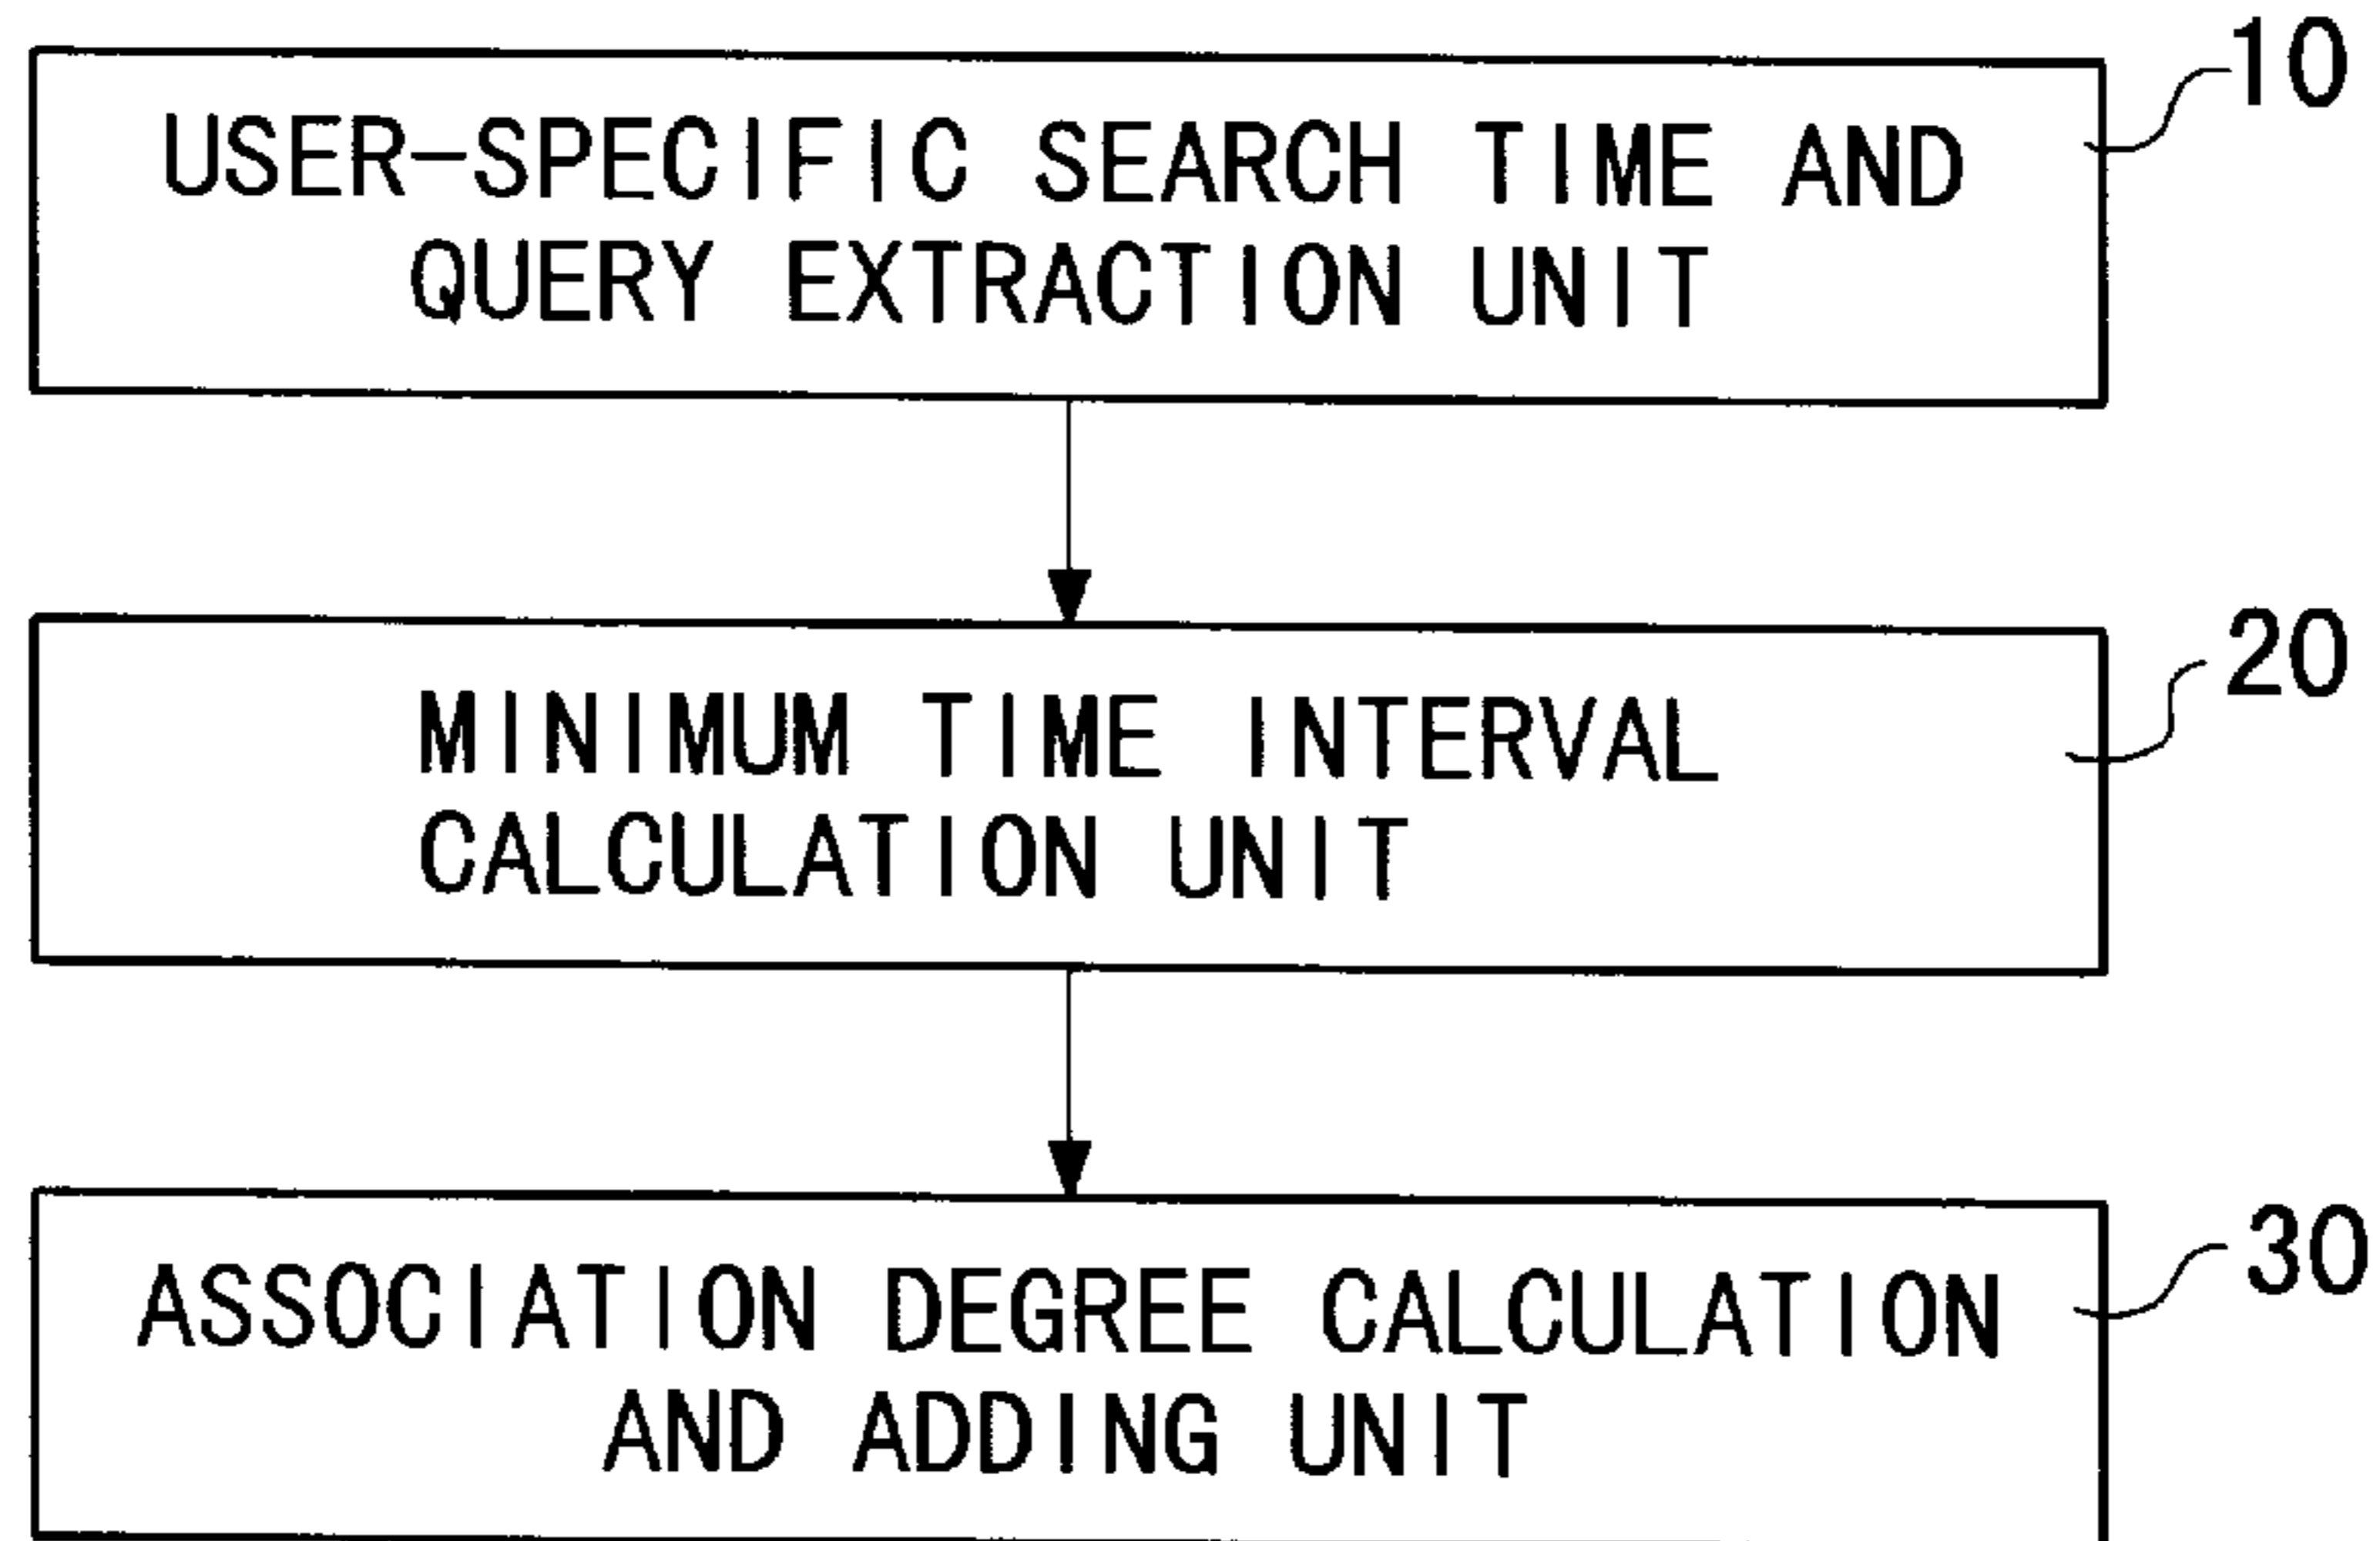 10
USER-SPECIFIC SEARCH TIME AND
QUERY EXTRACTION UNIT
20
MINIMUM TIME INTERVAL
CALCULATION UNIT
30
ASSOCIATION DEGREE CALCULATION
AND ADDING UNIT